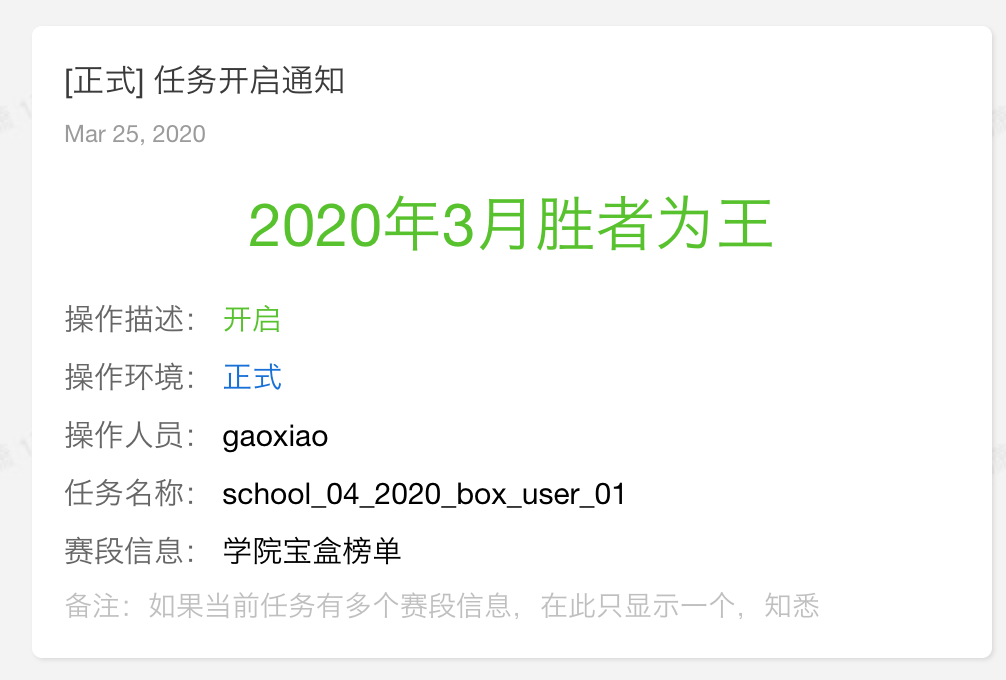 [正式] 任务开启通知
Mar 25, 2020
2020年3月胜者为王
操作描述： 开启
操作环境： 正式
操作人员： gaoxiao
任务名称： school_04_2020_box_user_01
赛段信息： 学院宝盒榜单
备注：如果当前任务有多个赛段信息，在此只显示一个，知悉